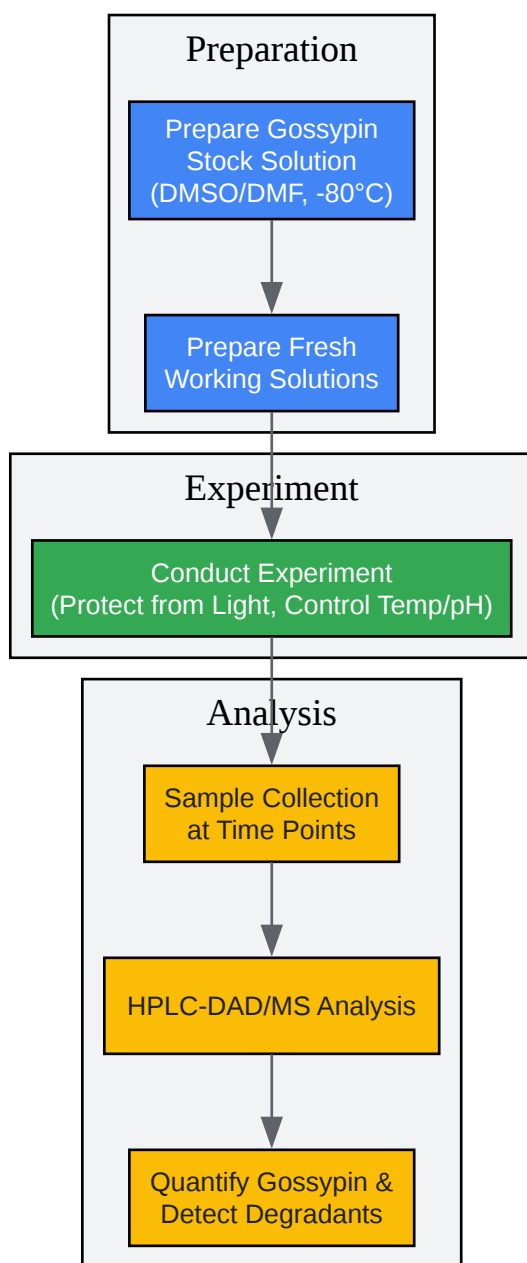 Preparation
Prepare Gossypin
Stock Solution
(DMSO/DMF, -80°C)
Prepare Fresh
Working Solutions
Experiment
Conduct Experiment
(Protect from Light, Control Temp/pH)
Analysis
Sample Collection
at Time Points
HPLC-DAD/MS Analysis
Quantify Gossypin &
Detect Degradants